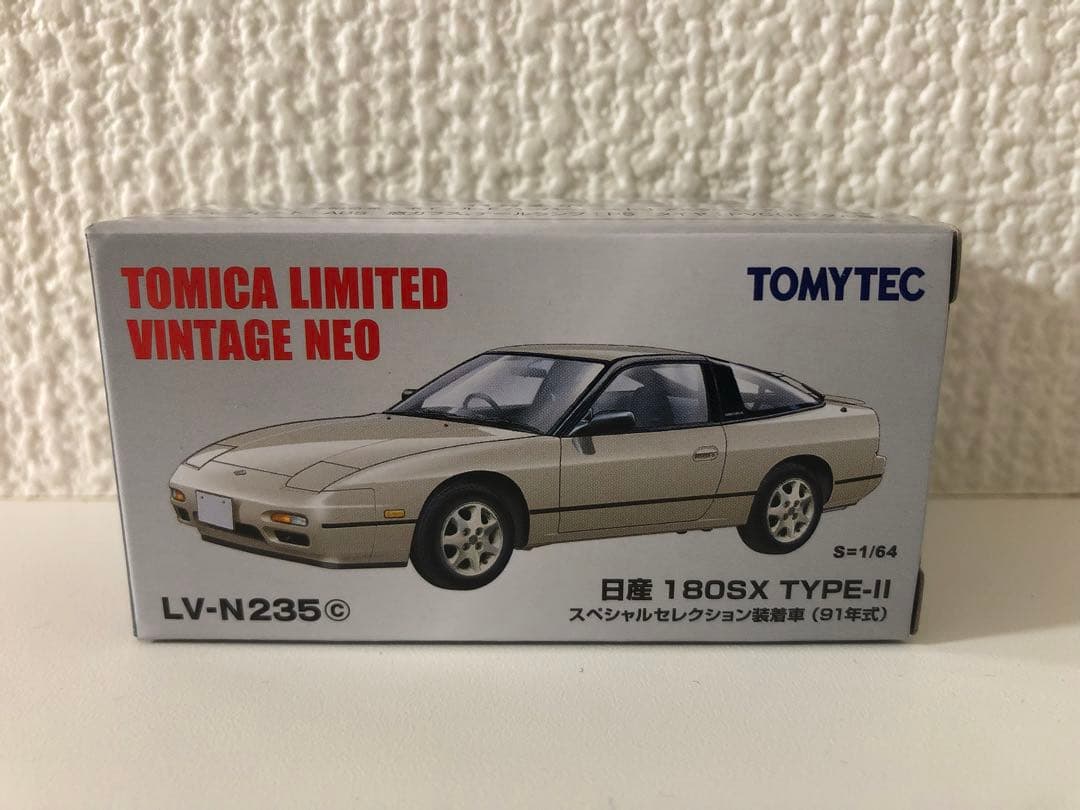 TOMICA LIMITED
VINTAGE NEO
TOMYTEC
S=1/64
LV-N235ⓒ
日産 180SX TYPE-II
スペシャルセレクション装着車（91年式）